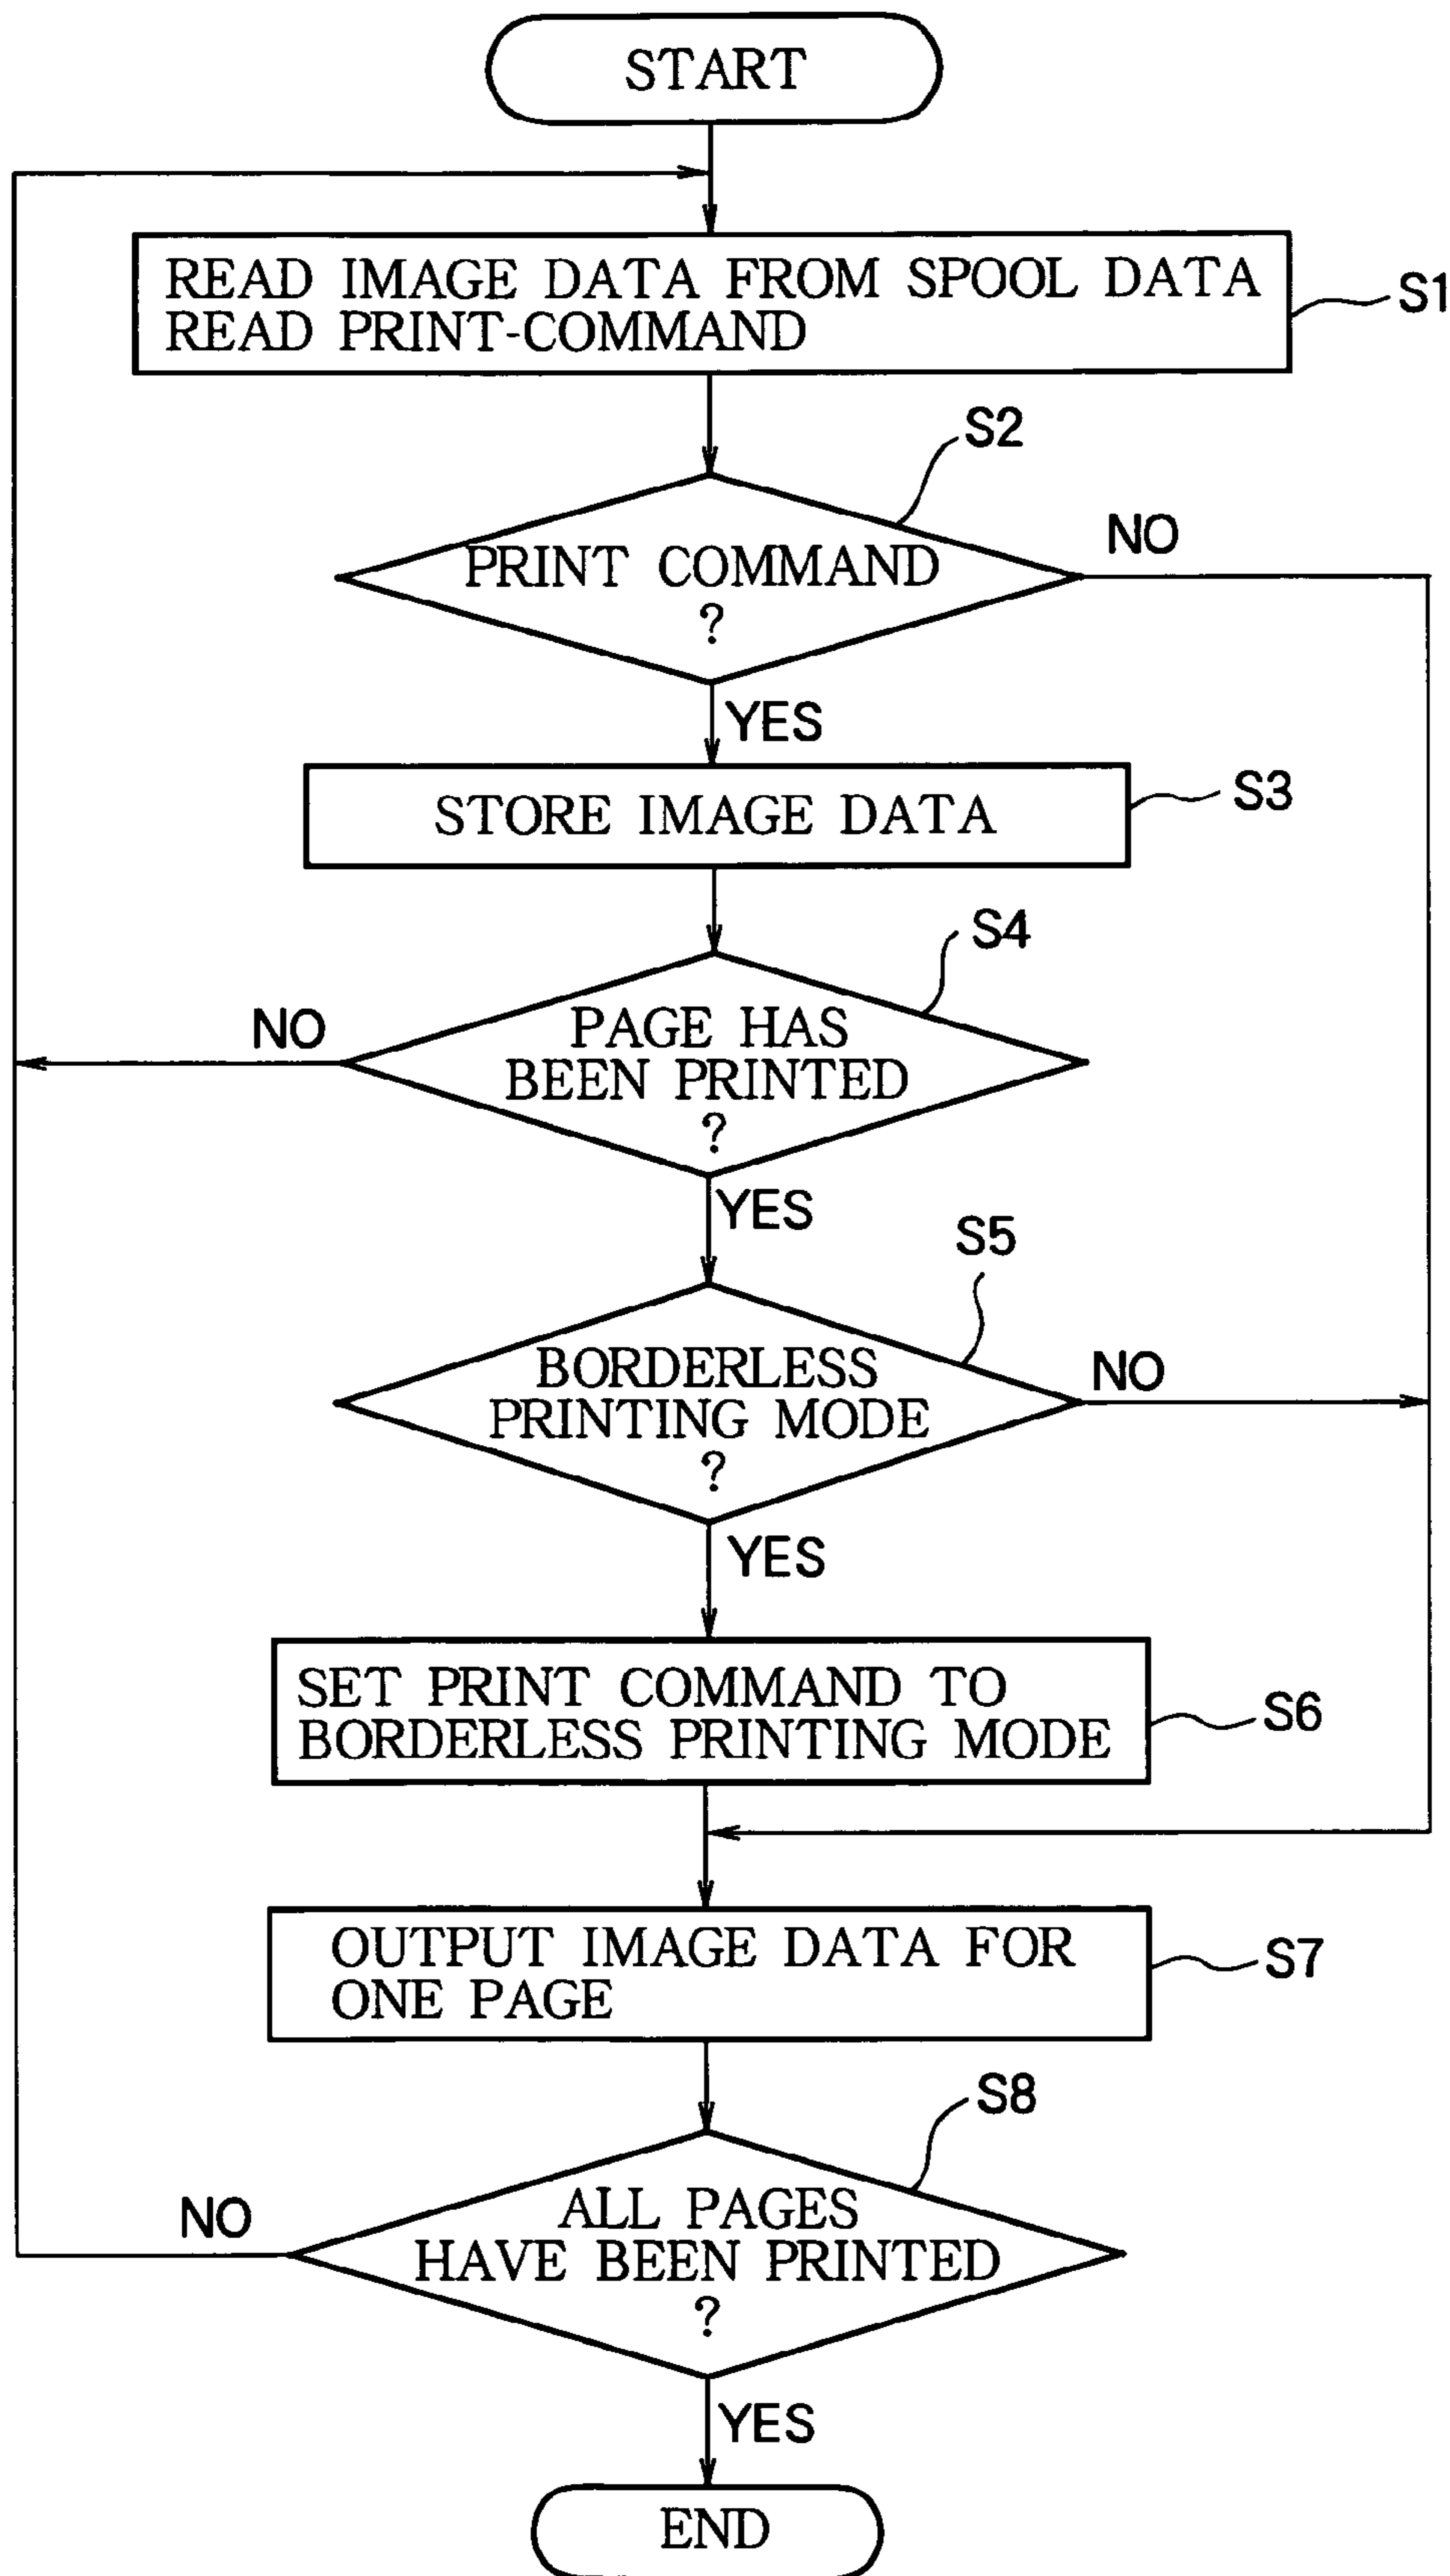 START
READ IMAGE DATA FROM SPOOL DATA
READ PRINT-COMMAND
S1
S2
PRINT COMMAND
?
NO
YES
STORE IMAGE DATA
S3
S4
PAGE HAS
BEEN PRINTED
?
NO
YES
S5
BORDERLESS
PRINTING MODE
?
NO
YES
SET PRINT COMMAND TO
BORDERLESS PRINTING MODE
S6
OUTPUT IMAGE DATA FOR
ONE PAGE
S7
S8
ALL PAGES
HAVE BEEN PRINTED
?
NO
YES
END